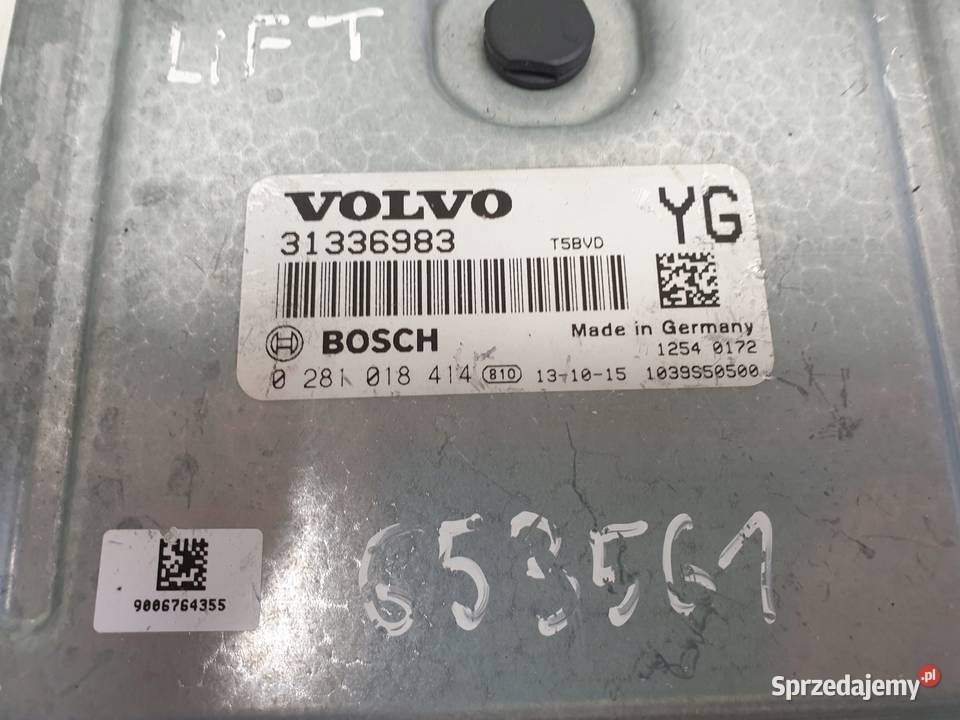 LiFT
VOLVO YG
31336983 T5BVD
BOSCH Made in Germany
1254 0172
0 281 018 414 810 13-10-15 1039S50500
653561
9006764355
Sprzedajemy.pl